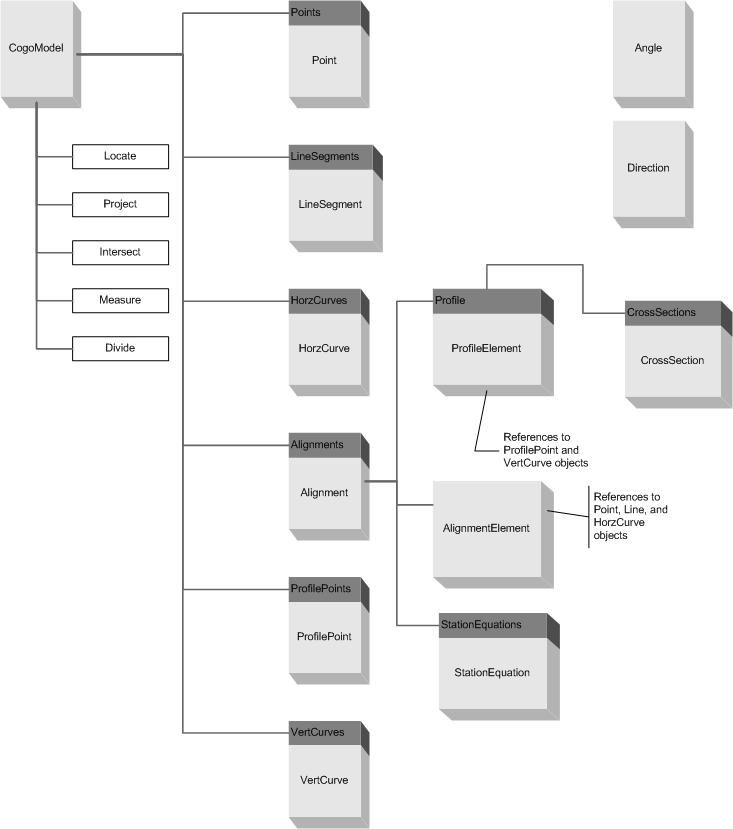 CogoModel
Locate
Project
Intersect
Measure
Divide
Points
Point
LineSegments
LineSegment
HorzCurves
HorzCurve
Alignments
Alignment
ProfilePoints
ProfilePoint
VertCurves
VertCurve
Profile
ProfileElement
References to
ProfilePoint and
VertCurve objects
AlignmentElement
References to
Point, Line, and
HorzCurve
objects
StationEquations
StationEquation
CrossSections
CrossSection
Angle
Direction